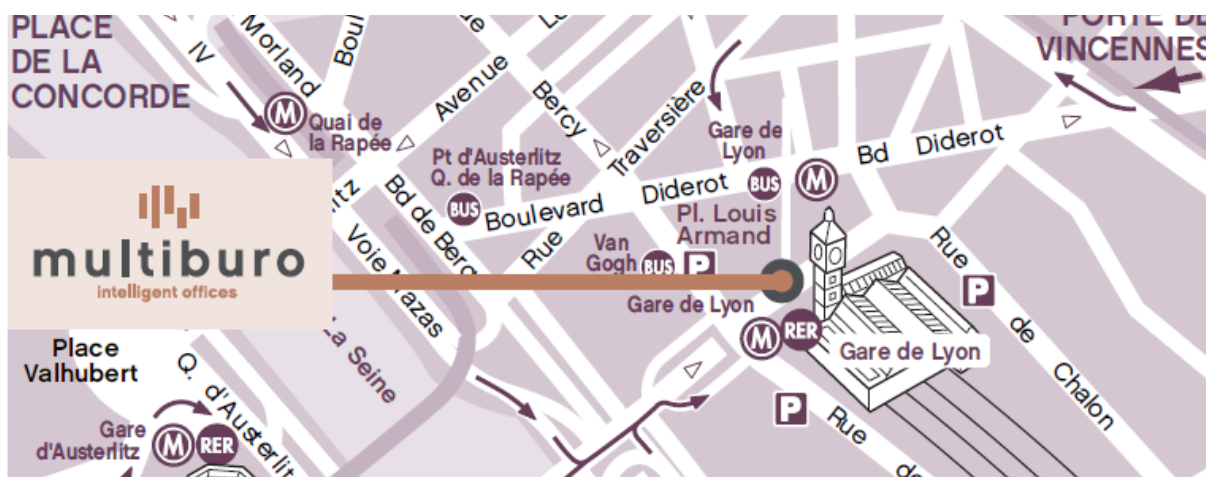 PLACE
DE LA
CONCORDE
IV
Morland
Boul
Avenue
Bercy
Traversière
PORTE DE
VINCENNES
M
Quai de
la Rapée
Pt d'Austerlitz
Q. de la Rapée
BUS
Gare de
Lyon
BUS
M
Bd Diderot
Boulevard Diderot
Rue
Pl. Louis
Armand
Van
Gogh
BUS
P
Gare de Lyon
M
RER
Gare de Lyon
multiburo
intelligent offices
Bd de Bercy
Voie Mazas
La Seine
Place
Valhubert
Q. d'Austerlit
Gare
d'Austerlitz
M
RER
P
P
Rue de Chalon
Rue de